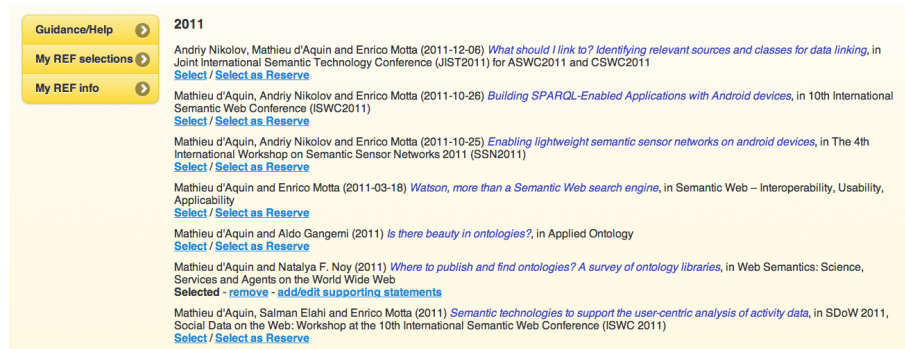 Guidance/Help
My REF selections
My REF info
2011
Andriy Nikolov, Mathieu d'Aquin and Enrico Motta (2011-12-06) What should I link to? Identifying relevant sources and classes for data linking, in
Joint International Semantic Technology Conference (JIST2011) for ASWC2011 and CSWC2011
Select / Select as Reserve
Mathieu d'Aquin, Andriy Nikolov and Enrico Motta (2011-10-26) Building SPARQL-Enabled Applications with Android devices, in 10th International
Semantic Web Conference (ISWC2011)
Select / Select as Reserve
Mathieu d'Aquin, Andriy Nikolov and Enrico Motta (2011-10-25) Enabling lightweight semantic sensor networks on android devices, in The 4th
International Workshop on Semantic Sensor Networks 2011 (SSN2011)
Select / Select as Reserve
Mathieu d'Aquin and Enrico Motta (2011-03-18) Watson, more than a Semantic Web search engine, in Semantic Web – Interoperability, Usability,
Applicability
Select / Select as Reserve
Mathieu d'Aquin and Aldo Gangemi (2011) Is there beauty in ontologies?, in Applied Ontology
Select / Select as Reserve
Mathieu d'Aquin and Natalya F. Noy (2011) Where to publish and find ontologies? A survey of ontology libraries, in Web Semantics: Science,
Services and Agents on the World Wide Web
Selected - remove - add/edit supporting statements
Mathieu d'Aquin, Salman Elahi and Enrico Motta (2011) Semantic technologies to support the user-centric analysis of activity data, in SDoW 2011,
Social Data on the Web: Workshop at the 10th International Semantic Web Conference (ISWC 2011)
Select / Select as Reserve